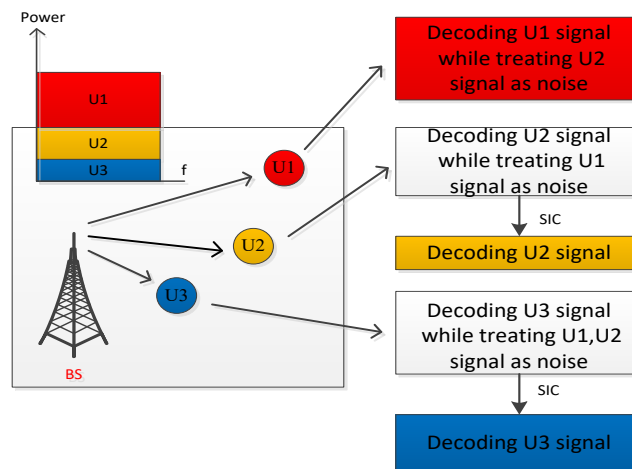 Power
U1
U2
U3
f
U1
U2
U3
BS
Decoding U1 signal
while treating U2
signal as noise
Decoding U2 signal
while treating U1
signal as noise
SIC
Decoding U2 signal
Decoding U3 signal
while treating U1,U2
signal as noise
SIC
Decoding U3 signal